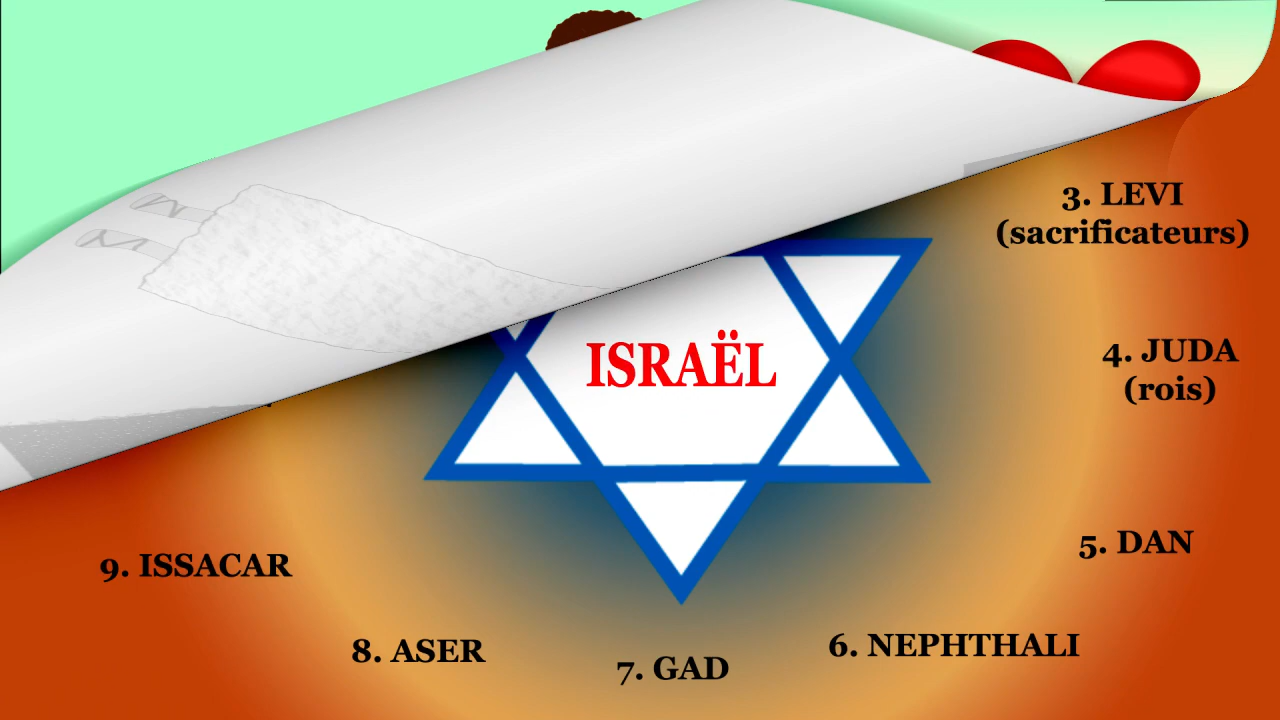 3. LEVI
(sacrificateurs)
ISRAËL
4. JUDA
(rois)
5. DAN
9. ISSACAR
6. NEPHTHALI
8. ASER
7. GAD